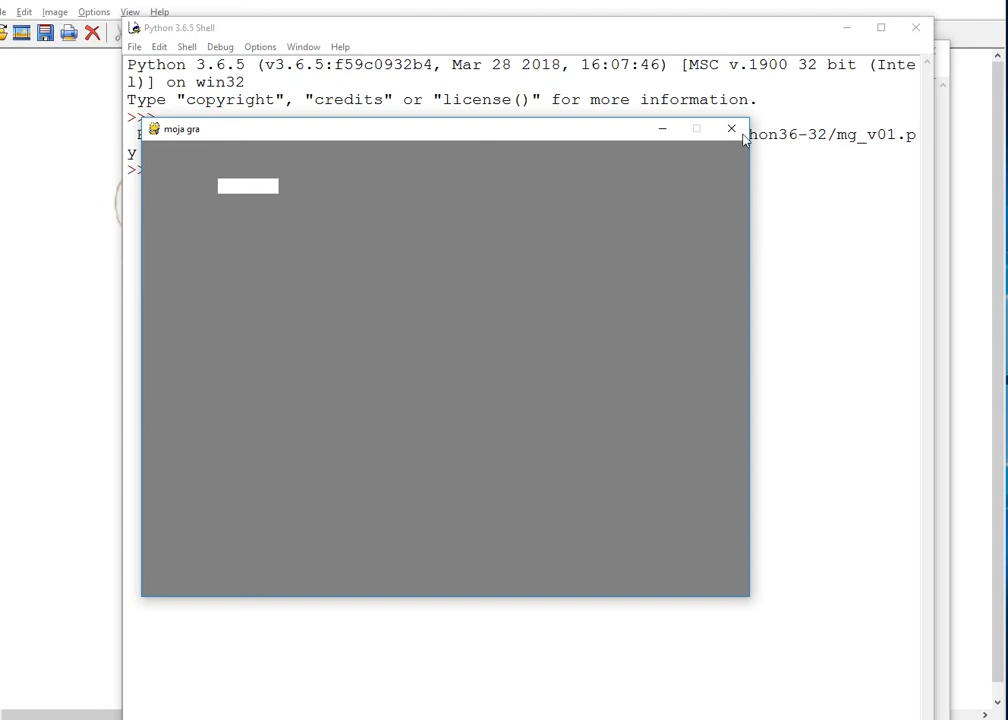 Edit Image Options View Help
Python 3.6.5 Shell
File Edit Shell Debug Options Window Help
Python 3.6.5 (v3.6.5:f59c0932b4, Mar 28 2018, 16:07:46) [MSC v.1900 32 bit (Inte
l)] on win32
Type "copyright", "credits" or "license()" for more information.
>>>
hon36-32/mg_v01.p
y
>>
moja gra